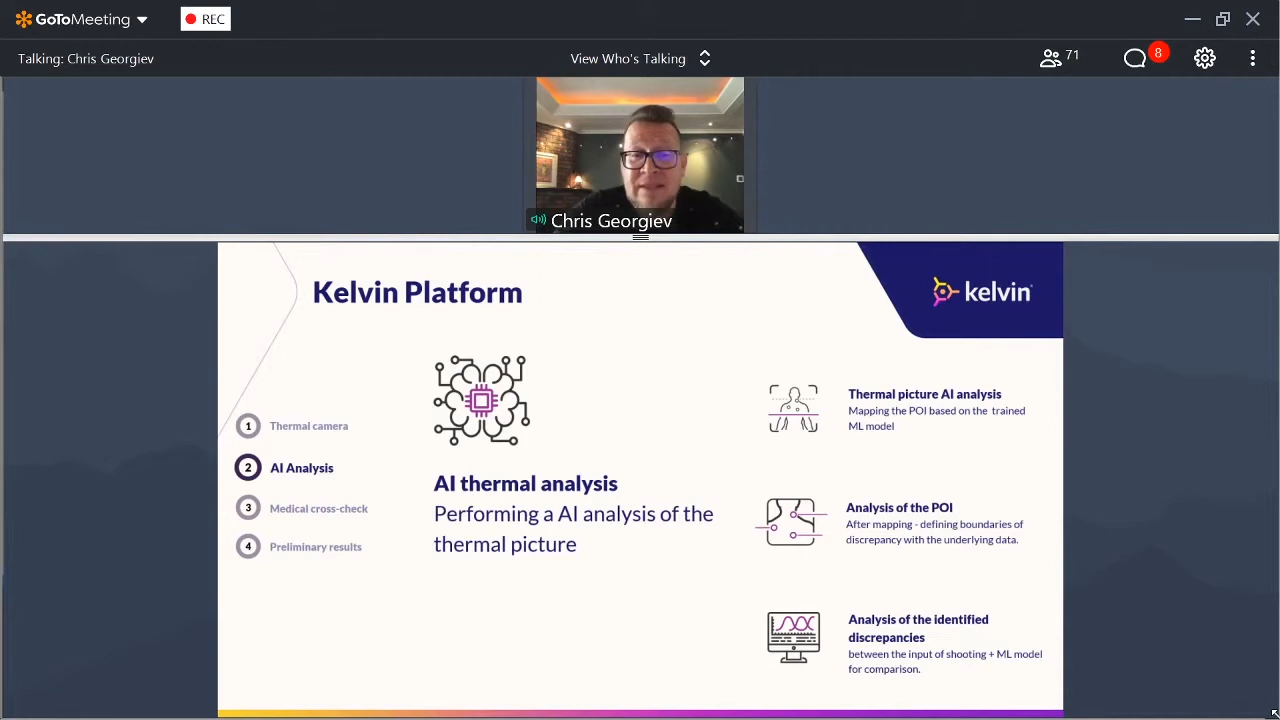 GoToMeeting
REC
Talking: Chris Georgiev
View Who's Talking
71
8
Chris Georgiev
Kelvin Platform
kelvin
1 Thermal camera
2 AI Analysis
3 Medical cross-check
4 Preliminary results
AI thermal analysis
Performing a AI analysis of the
thermal picture
Thermal picture AI analysis
Mapping the POI based on the trained
ML model
Analysis of the POI
After mapping - defining boundaries of
discrepancy with the underlying data.
Analysis of the identified
discrepancies
between the input of shooting + ML model
for comparison.